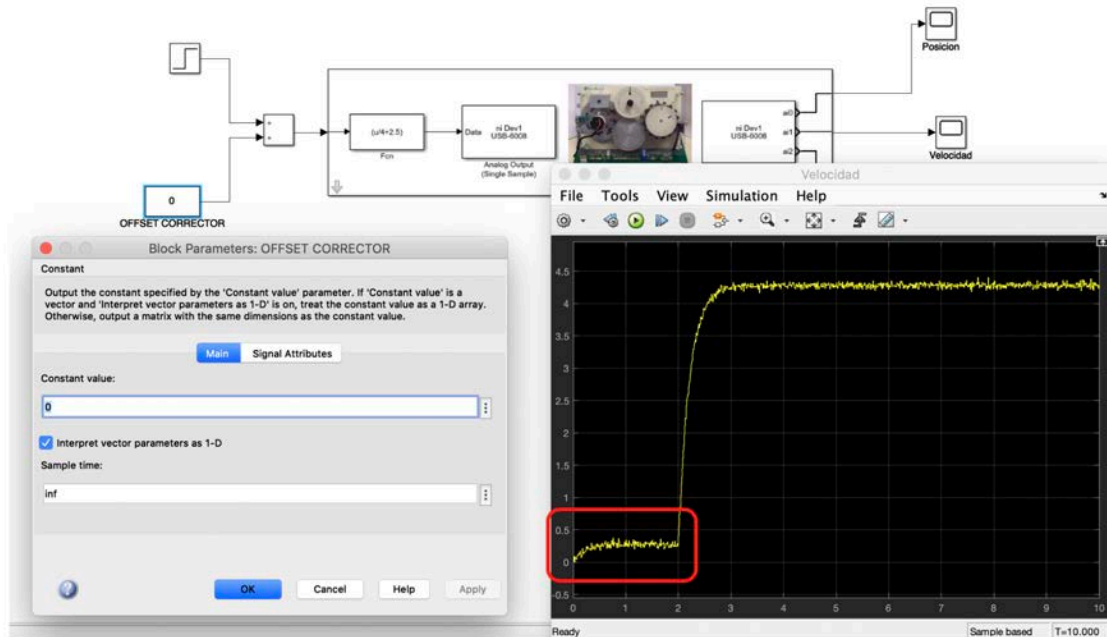 Posicion
ai0
(u/4+2.5)
Fcn
Data
ni Dev1
USB-6008
Analog Output
(Single Sample)
ni Dev1
USB-6008
ai1
ai2
Velocidad
0
OFFSET CORRECTOR
Velocidad
File Tools View Simulation Help
Block Parameters: OFFSET CORRECTOR
Constant
Output the constant specified by the 'Constant value' parameter. If 'Constant value' is a
vector and 'Interpret vector parameters as 1-D' is on, treat the constant value as a 1-D array.
Otherwise, output a matrix with the same dimensions as the constant value.
Main Signal Attributes
Constant value:
0
Interpret vector parameters as 1-D
Sample time:
inf
OK Cancel Help Apply
4.5
4
3.5
3
2.5
2
1.5
1
0.5
0
-0.5
0 1 2 3 4 5 6 7 8 9 10
Ready Sample based T=10.000